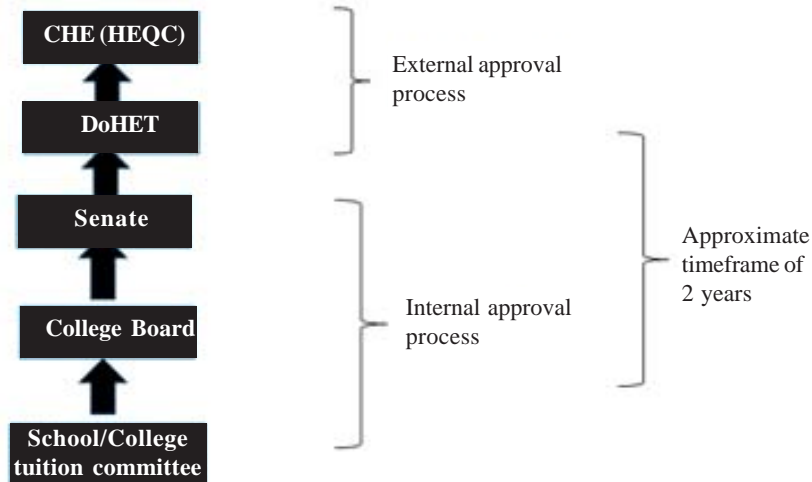 CHE (HEQC)
External approval
process
DoHET
Senate
Approximate
timeframe of
2 years
College Board
Internal approval
process
School/College
tuition committee